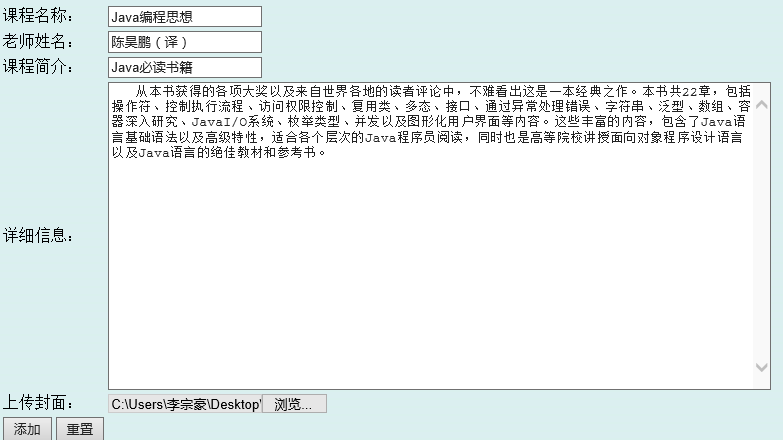 课程名称： Java编程思想
老师姓名： 陈昊鹏（译）
课程简介： Java必读书籍
从本书获得的各项大奖以及来自世界各地的读者评论中，不难看出这是一本经典之作。本书共22章，包括
操作符、控制执行流程、访问权限控制、复用类、多态、接口、通过异常处理错误、字符串、泛型、数组、容
器深入研究、JavaI/O系统、枚举类型、并发以及图形化用户界面等内容。这些丰富的内容，包含了Java语
言基础语法以及高级特性，适合各个层次的Java程序员阅读，同时也是高等院校讲授面向对象程序设计语言
以及Java语言的绝佳教材和参考书。
详细信息：
上传封面： C:\Users\李宗豪\Desktop\ 浏览...
添加 重置